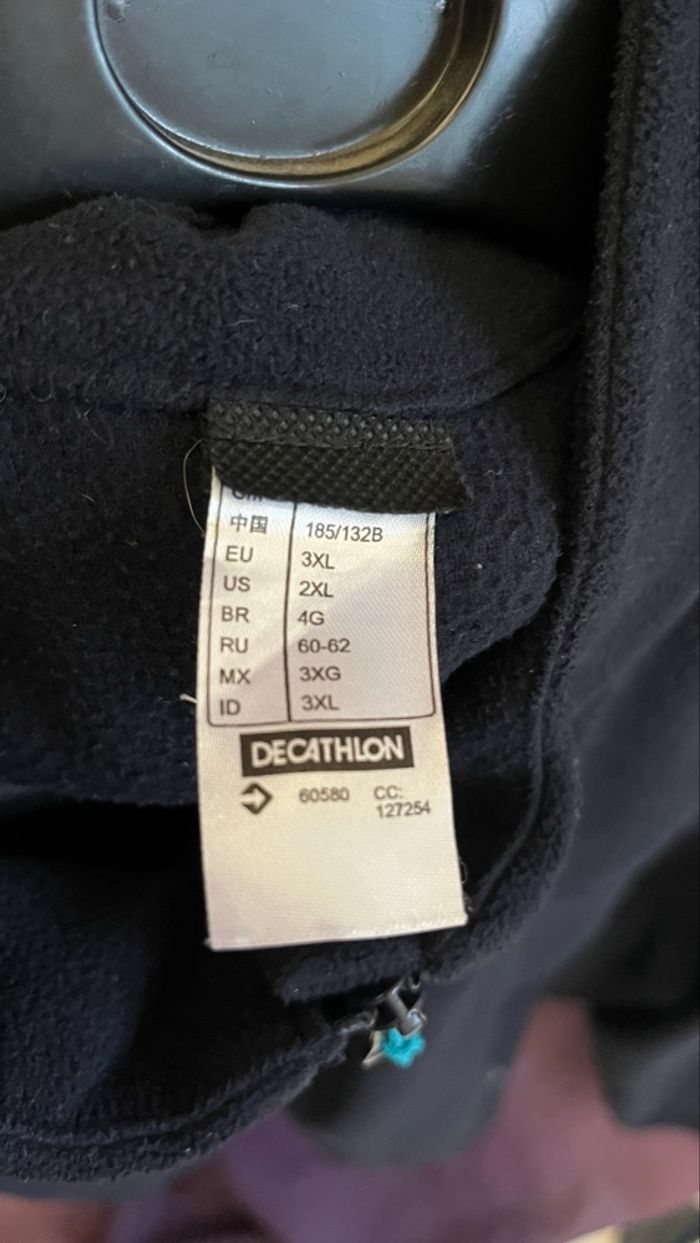 中国 185/132B
EU 3XL
US 2XL
BR 4G
RU 60-62
MX 3XG
ID 3XL
DECATHLON
60580 CC:
127254